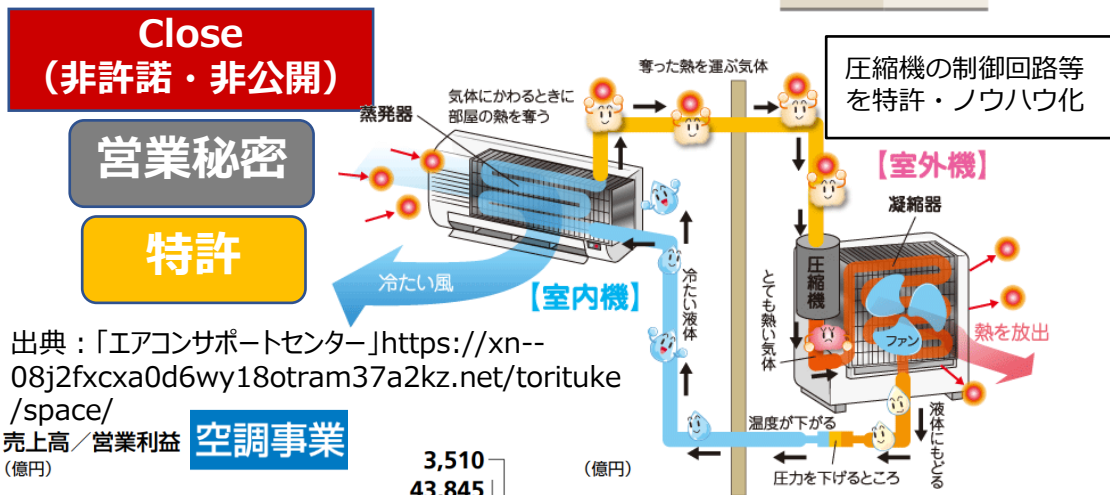 Close
（非許諾・非公開）
営業秘密
特許
圧縮機の制御回路等
を特許・ノウハウ化
奪った熱を運ぶ気体
気体にかわるときに
部屋の熱を奪う
蒸発器
【室外機】
凝縮器
圧縮機
とても熱い気体
ファン
熱を放出
冷たい風
【室内機】
冷たい液体
温度が下がる
圧力を下げるところ
液体にもどる
出典：「エアコンサポートセンター」https://xn--
08j2fxcxa0d6wy18otram37a2kz.net/torituke
/space/
売上高／営業利益
（億円）
空調事業
3,510
43,845
（億円）